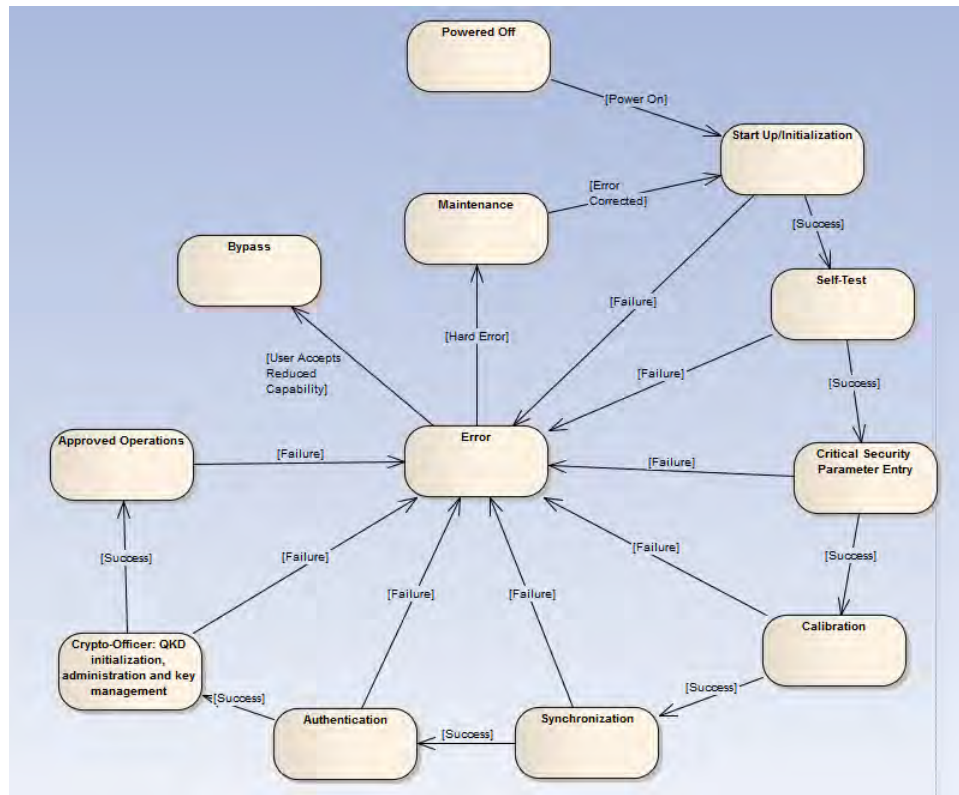 Powered Off
[Power On]
Start Up/Initialization
[Error
Corrected]
Maintenance
[Success]
Bypass
Self-Test
[Failure]
[Hard Error]
[User Accepts
Reduced
Capability]
[Failure]
[Success]
Error
Approved Operations
[Failure]
[Failure]
Critical Security
Parameter Entry
[Success]
[Failure]
[Failure]
[Success]
[Failure]
[Failure]
Calibration
Crypto-Officer: QKD
initialization,
administration and key
management
[Success]
[Success]
Authentication
Synchronization
[Success]